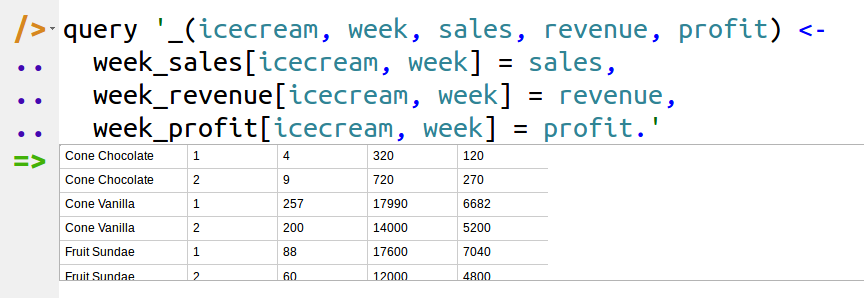 /> query '_(icecream, week, sales, revenue, profit) <-
.. week_sales[icecream, week] = sales,
.. week_revenue[icecream, week] = revenue,
.. week_profit[icecream, week] = profit.'
=> Cone Chocolate 1 4 320 120
Cone Chocolate 2 9 720 270
Cone Vanilla 1 257 17990 6682
Cone Vanilla 2 200 14000 5200
Fruit Sundae 1 88 17600 7040
Fruit Sundae 2 60 12000 4800